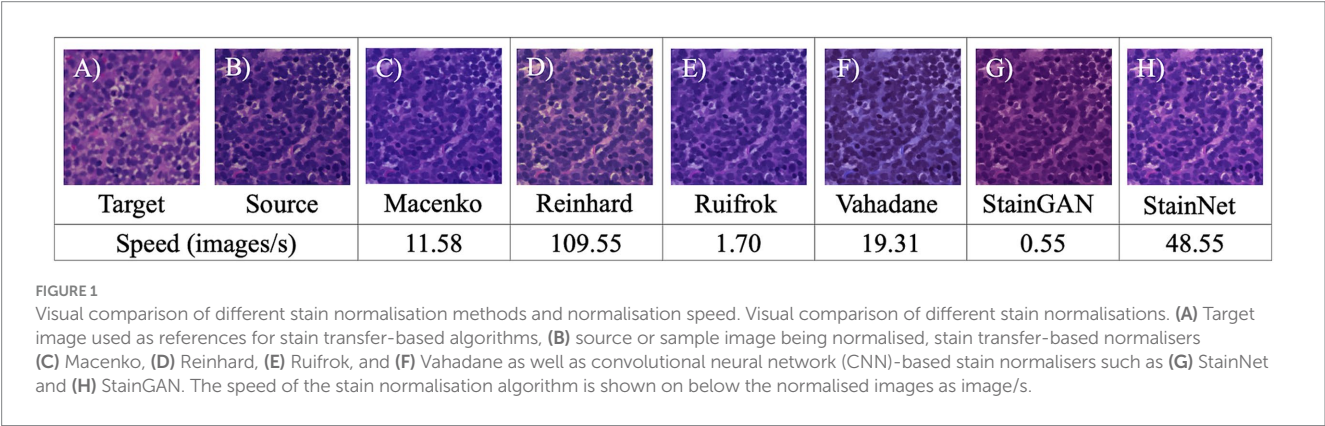 A) B) C) D) E) F) G) H)
Target Source Macenko Reinhard Ruifrok Vahadane StainGAN StainNet
Speed (images/s) 11.58 109.55 1.70 19.31 0.55 48.55
FIGURE 1
Visual comparison of different stain normalisation methods and normalisation speed. Visual comparison of different stain normalisations. (A) Target
image used as references for stain transfer-based algorithms, (B) source or sample image being normalised, stain transfer-based normalisers
(C) Macenko, (D) Reinhard, (E) Ruifrok, and (F) Vahadane as well as convolutional neural network (CNN)-based stain normalisers such as (G) StainNet
and (H) StainGAN. The speed of the stain normalisation algorithm is shown on below the normalised images as image/s.